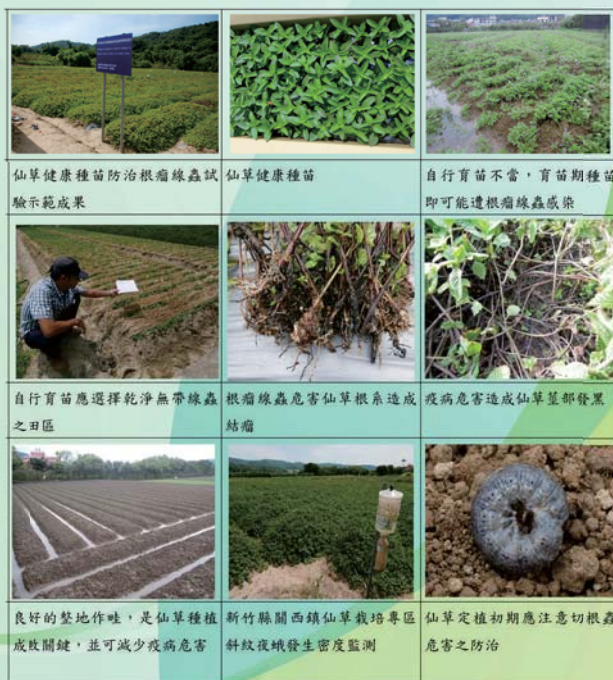 仙草健康種苗防治根瘤線蟲試
驗示範成果
仙草健康種苗
自行育苗不當，育苗期種苗
即可能遭根瘤線蟲感染
自行育苗應選擇乾淨無帶線蟲
之田區
根瘤線蟲危害仙草根系造成
結瘤
疫病危害造成仙草莖部發黑
良好的整地作畦，是仙草種植
成敗關鍵，並可減少疫病危害
新竹縣關西鎮仙草栽培專區
斜紋夜蛾發生密度監測
仙草定植初期應注意切根蟲
危害之防治